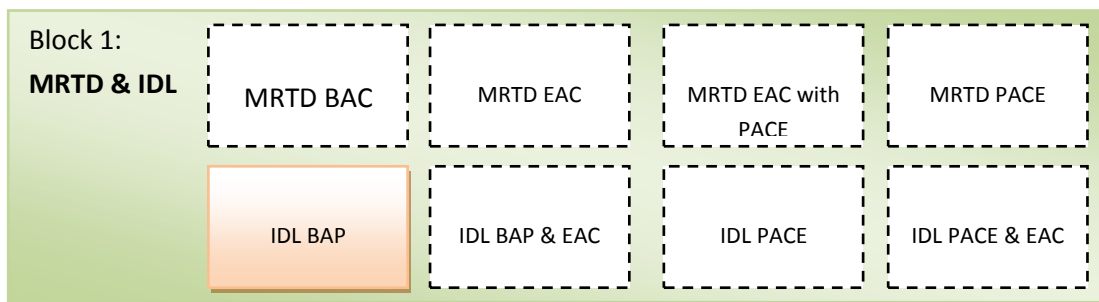 Block 1:
MRTD & IDL
MRTD BAC
MRTD EAC
MRTD EAC with
PACE
MRTD PACE
IDL BAP
IDL BAP & EAC
IDL PACE
IDL PACE & EAC